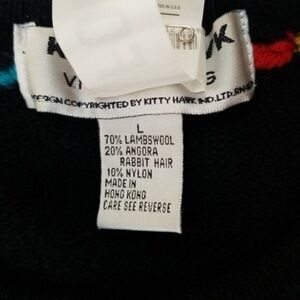 DESIGN COPYRIGHTED BY KITTY HAWK IND.LTD.
L
70% LAMBSWOOL
20% ANGORA
RABBIT HAIR
10% NYLON
MADE IN
HONG KONG
CARE SEE REVERSE